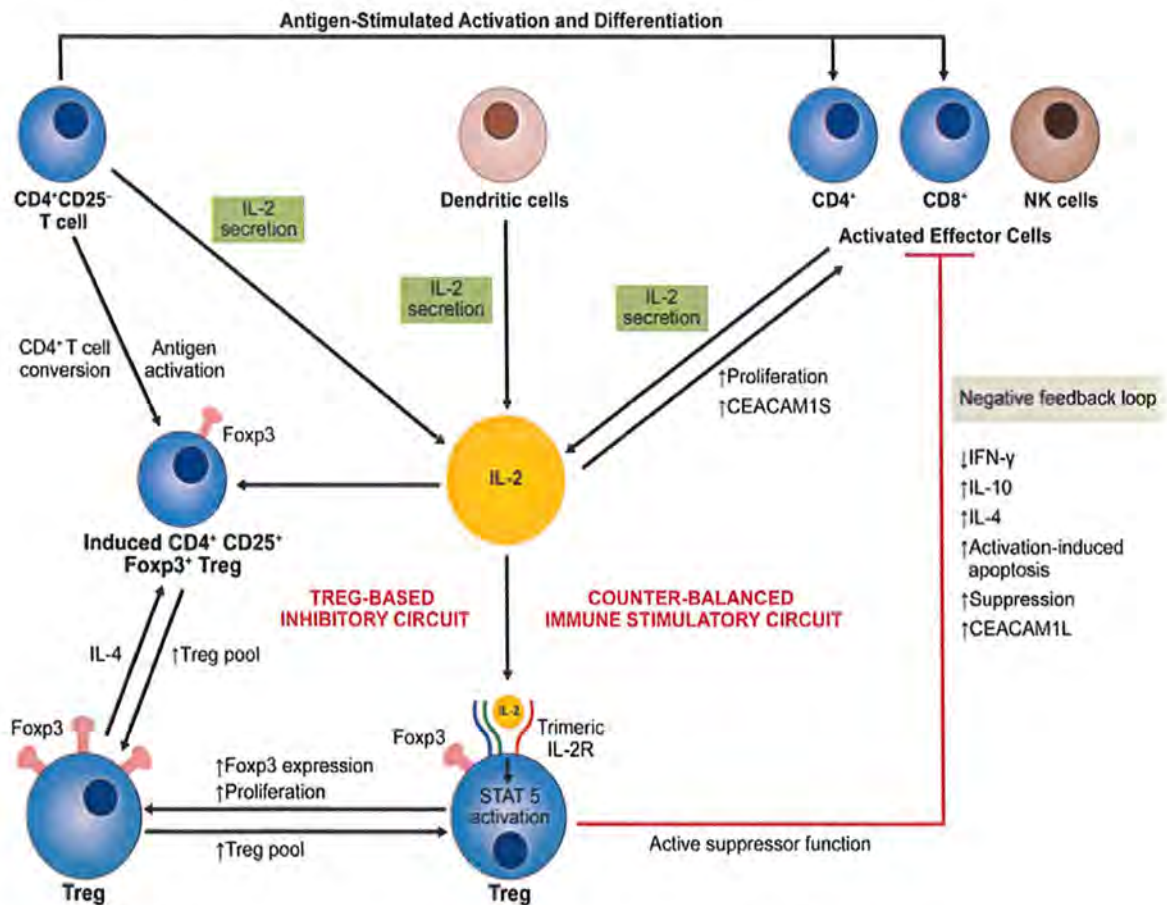 Antigen-Stimulated Activation and Differentiation
CD4⁺CD25⁻
T cell
Dendritic cells
CD4⁺
CD8⁺
NK cells
Activated Effector Cells
IL-2
secretion
IL-2
secretion
IL-2
secretion
CD4⁺ T cell
conversion
Antigen
activation
↑Proliferation
↑CEACAM1S
Negative feedback loop
Foxp3
IL-2
↓IFN-γ
↑IL-10
↑IL-4
↑Activation-induced
apoptosis
↑Suppression
↑CEACAM1L
Induced CD4⁺ CD25⁺
Foxp3⁺ Treg
TREG-BASED
INHIBITORY CIRCUIT
COUNTER-BALANCED
IMMUNE STIMULATORY CIRCUIT
IL-4
↑Treg pool
Foxp3
Foxp3
IL-2
Trimeric
IL-2R
↑Foxp3 expression
↑Proliferation
STAT 5
activation
↑Treg pool
Active suppressor function
Treg
Treg